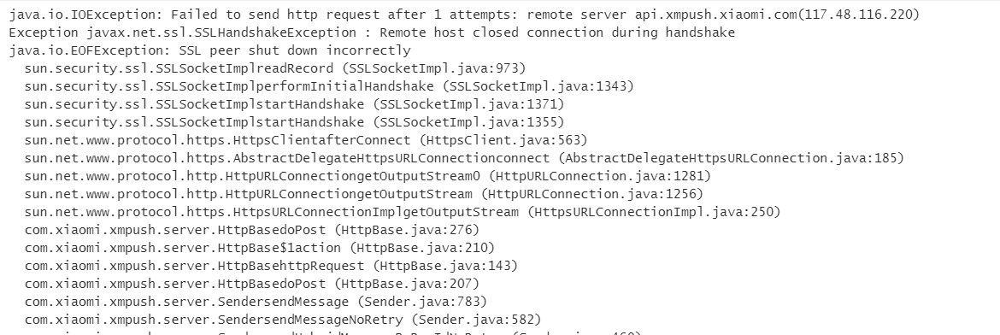 java.io.IOException: Failed to send http request after 1 attempts: remote server api.xmpush.xiaomi.com(117.48.116.220)
Exception javax.net.ssl.SSLHandshakeException : Remote host closed connection during handshake
java.io.EOFException: SSL peer shut down incorrectly
sun.security.ssl.SSLSocketImplreadRecord (SSLSocketImpl.java:973)
sun.security.ssl.SSLSocketImplperformInitialHandshake (SSLSocketImpl.java:1343)
sun.security.ssl.SSLSocketImplstartHandshake (SSLSocketImpl.java:1371)
sun.security.ssl.SSLSocketImplstartHandshake (SSLSocketImpl.java:1355)
sun.net.www.protocol.https.HttpsClientafterConnect (HttpsClient.java:563)
sun.net.www.protocol.https.AbstractDelegateHttpsURLConnectionconnect (AbstractDelegateHttpsURLConnection.java:185)
sun.net.www.protocol.http.HttpURLConnectiongetOutputStream0 (HttpURLConnection.java:1281)
sun.net.www.protocol.http.HttpURLConnectiongetOutputStream (HttpURLConnection.java:1256)
sun.net.www.protocol.https.HttpsURLConnectionImplgetOutputStream (HttpsURLConnectionImpl.java:250)
com.xiaomi.xmpush.server.HttpBasedoPost (HttpBase.java:276)
com.xiaomi.xmpush.server.HttpBase$1action (HttpBase.java:210)
com.xiaomi.xmpush.server.HttpBasehttpRequest (HttpBase.java:143)
com.xiaomi.xmpush.server.HttpBasedoPost (HttpBase.java:207)
com.xiaomi.xmpush.server.SendersendMessage (Sender.java:783)
com.xiaomi.xmpush.server.SendersendMessageNoRetry (Sender.java:582)